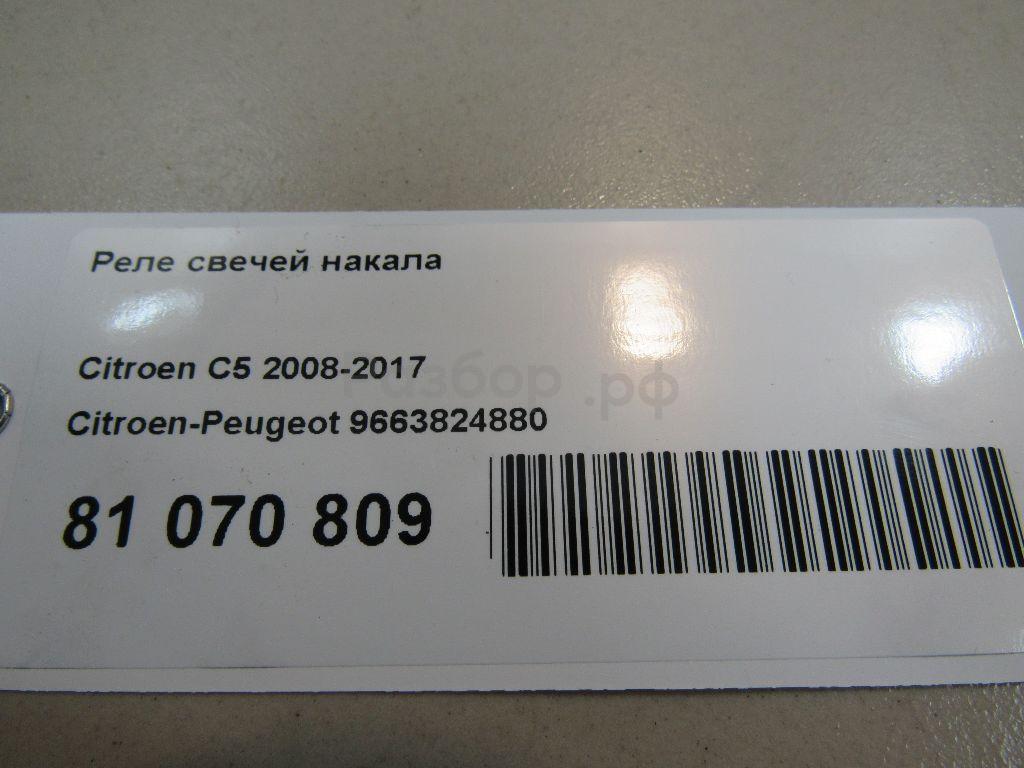 Реле свечей накала
Citroen C5 2008-2017
Разбор.рф
Citroen-Peugeot 9663824880
81 070 809